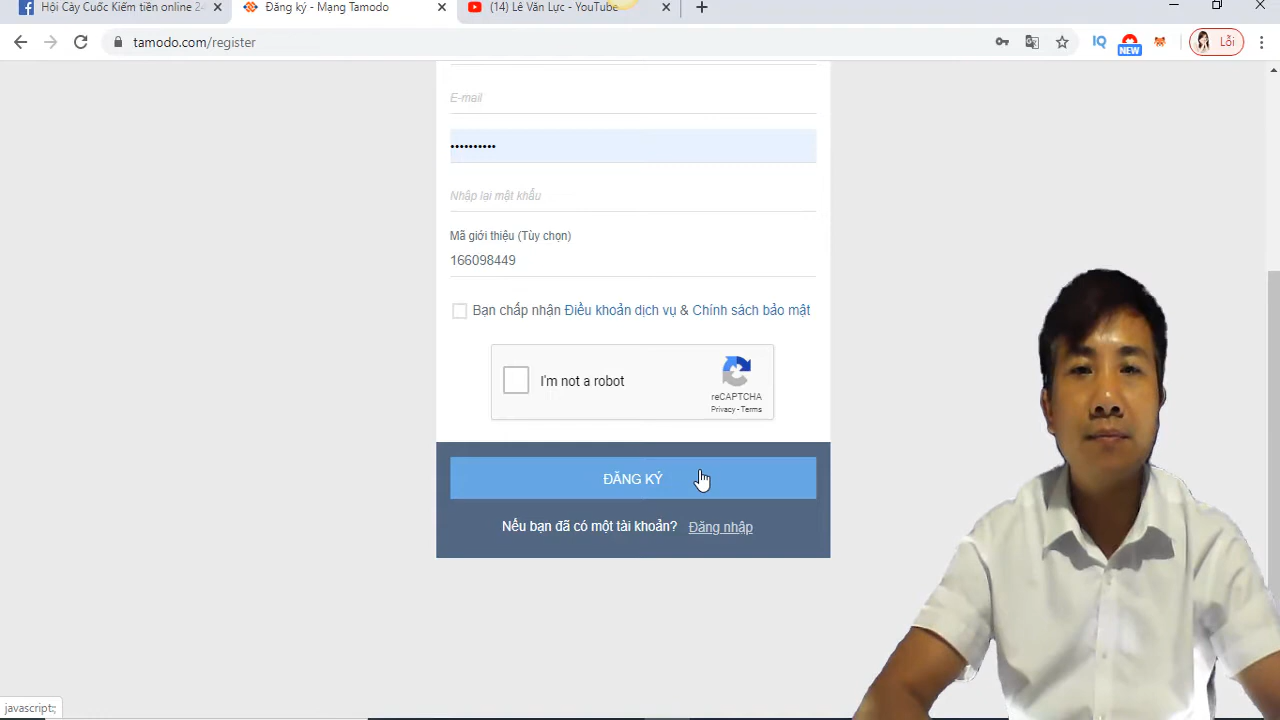 Hội Cày Cuốc Kiếm tiền online 24
Đăng ký - Mạng Tamodo
(14) Lê Văn Lực - YouTube
tamodo.com/register
IQ
NEW
Lỗi
E-mail
Nhập lại mật khẩu
Mã giới thiệu (Tùy chọn)
166098449
Bạn chấp nhận Điều khoản dịch vụ & Chính sách bảo mật
I'm not a robot
reCAPTCHA
Privacy - Terms
ĐĂNG KÝ
Nếu bạn đã có một tài khoản? Đăng nhập
javascript:;